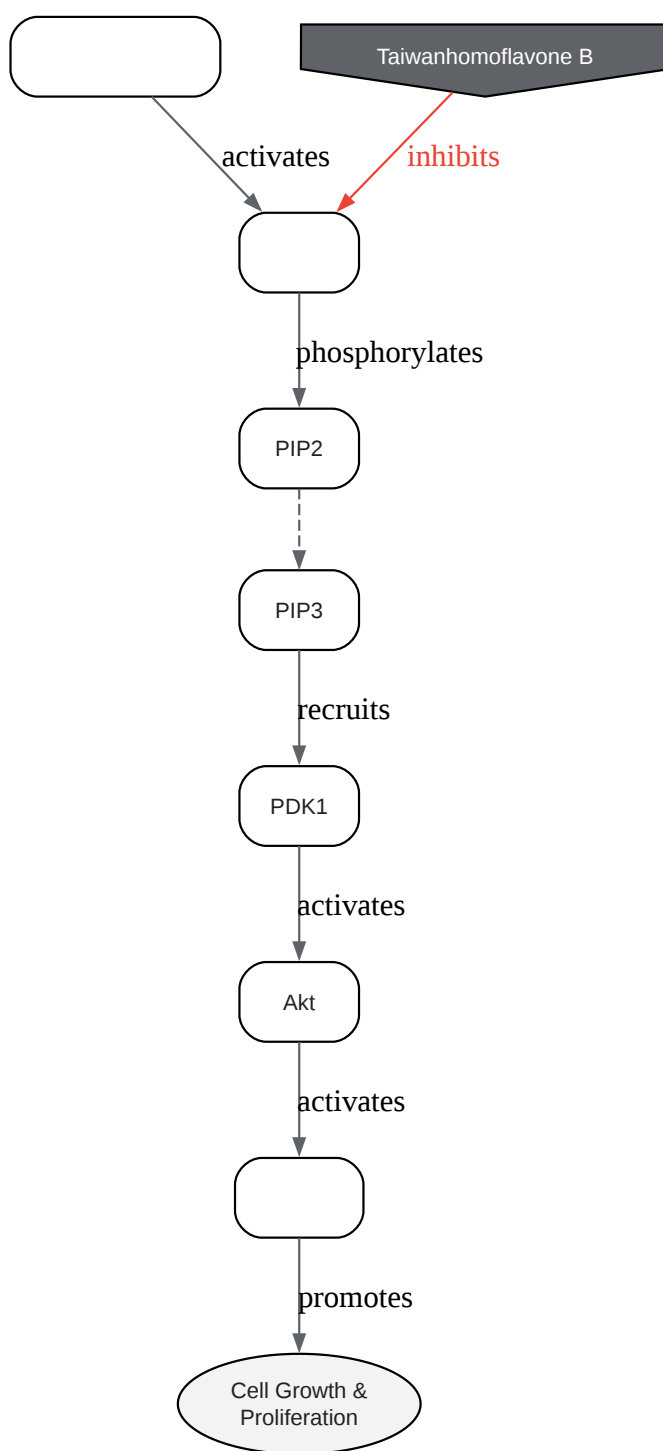 Taiwanhomoflavone B
activates
inhibits
phosphorylates
PIP2
PIP3
recruits
PDK1
activates
Akt
activates
promotes
Cell Growth &
Proliferation